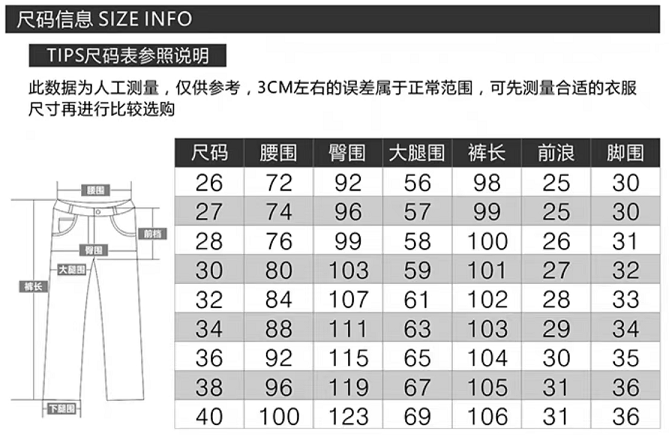 尺码信息 SIZE INFO
TIPS尺码表参照说明
此数据为人工测量，仅供参考，3CM左右的误差属于正常范围，可先测量合适的衣服
尺寸再进行比较选购
尺码 腰围 臀围 大腿围 裤长 前浪 脚围
26 72 92 56 98 25 30
27 74 96 57 99 25 30
28 76 99 58 100 26 31
30 80 103 59 101 27 32
32 84 107 61 102 28 33
34 88 111 63 103 29 34
36 92 115 65 104 30 35
38 96 119 67 105 31 36
40 100 123 69 106 31 36
腰围
前档
臀围
大腿围
裤长
下腿围